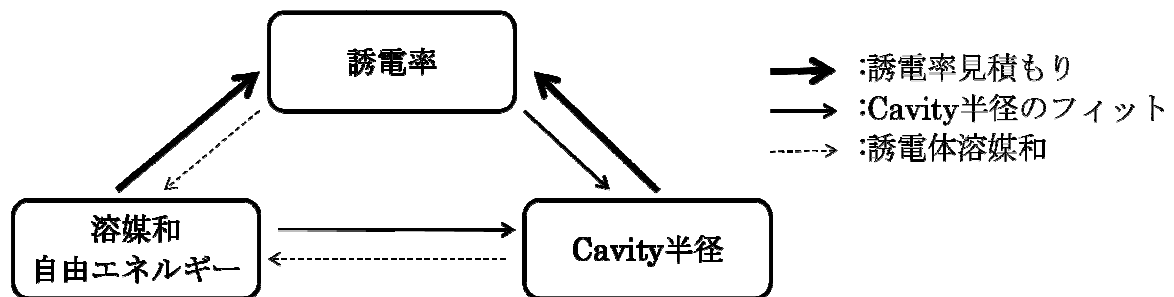 誘電率
:誘電率見積もり
:Cavity半径のフィット
:誘電体溶媒和
溶媒和
自由エネルギー
Cavity半径